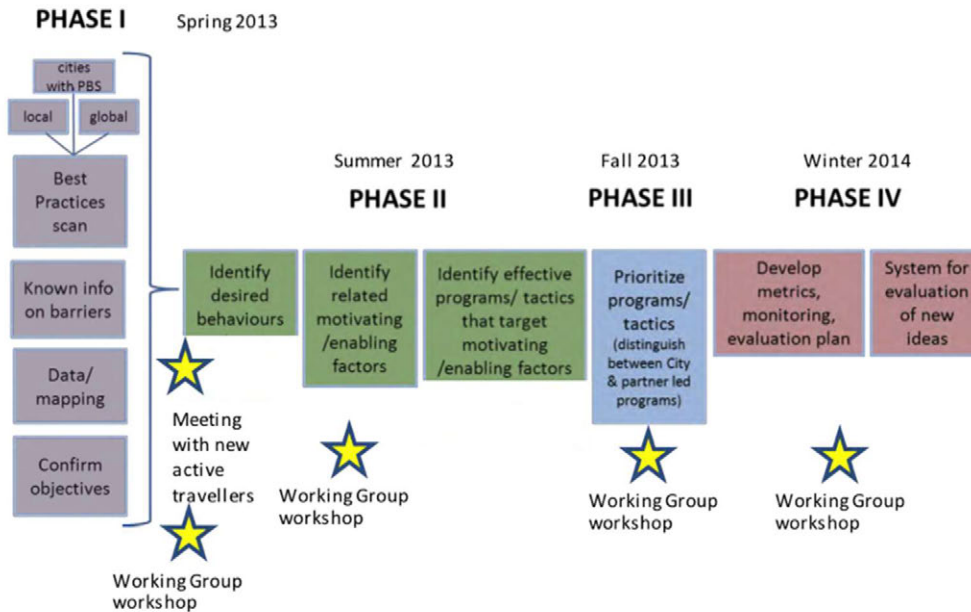 PHASE I
Spring 2013
cities
with PBS
local
global
Best
Practices
scan
Known info
on barriers
Data/
mapping
Confirm
objectives
Summer 2013
PHASE II
Fall 2013
PHASE III
Winter 2014
PHASE IV
Identify
desired
behaviours
Identify
related
motivating
/enabling
factors
Identify effective
programs/ tactics
that target
motivating
/enabling factors
Prioritize
programs/
tactics
(distinguish
between City
& partner led
programs)
Develop
metrics,
monitoring,
evaluation plan
System for
evaluation
of new
ideas
Meeting
with new
active
travellers
Working Group
workshop
Working Group
workshop
Working Group
workshop
Working Group
workshop